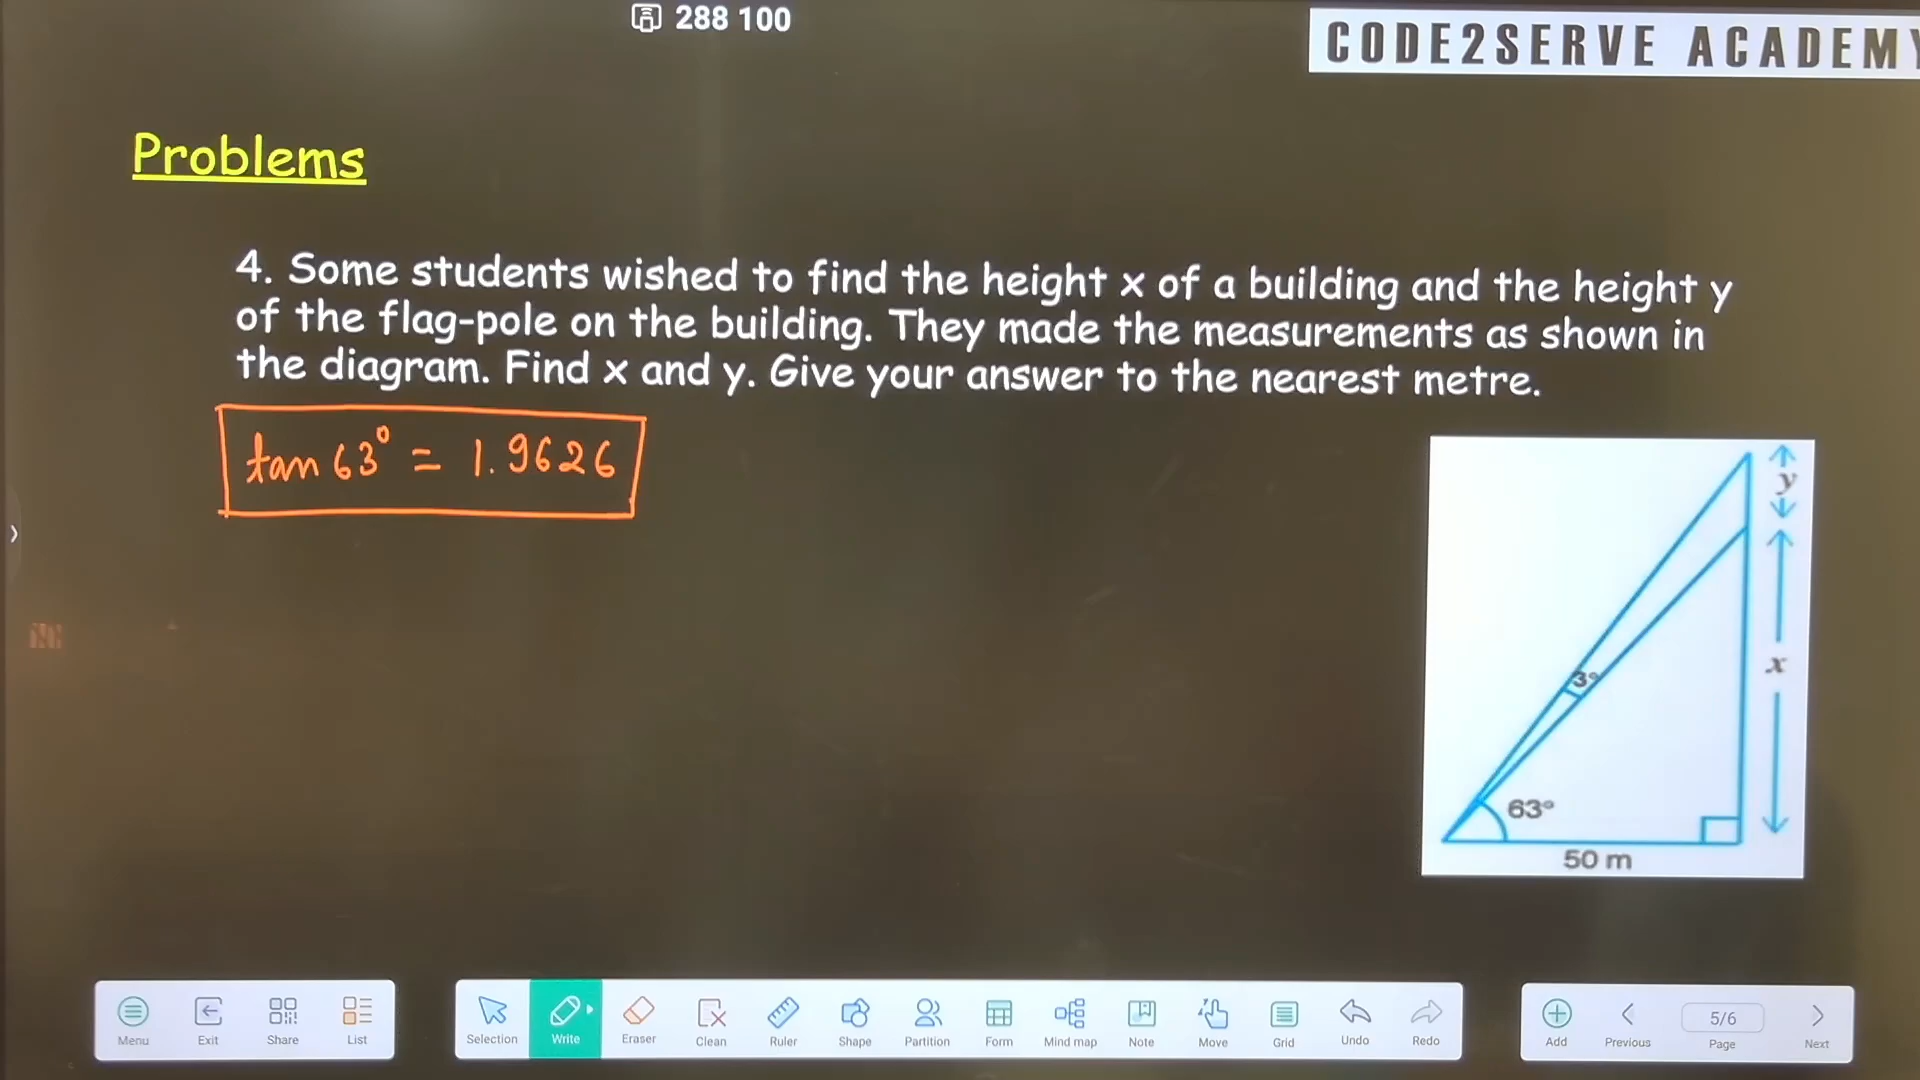 288 100
CODE2SERVE ACADEMY
Problems
4. Some students wished to find the height x of a building and the height y
of the flag-pole on the building. They made the measurements as shown in
the diagram. Find x and y. Give your answer to the nearest metre.
tan 63° = 1.9626
y
3°
x
63°
50 m
Menu
Exit
Share
List
Selection
Write
Eraser
Clean
Ruler
Shape
Partition
Form
Mind map
Note
Move
Grid
Undo
Redo
Add
Previous
5/6
Page
Next